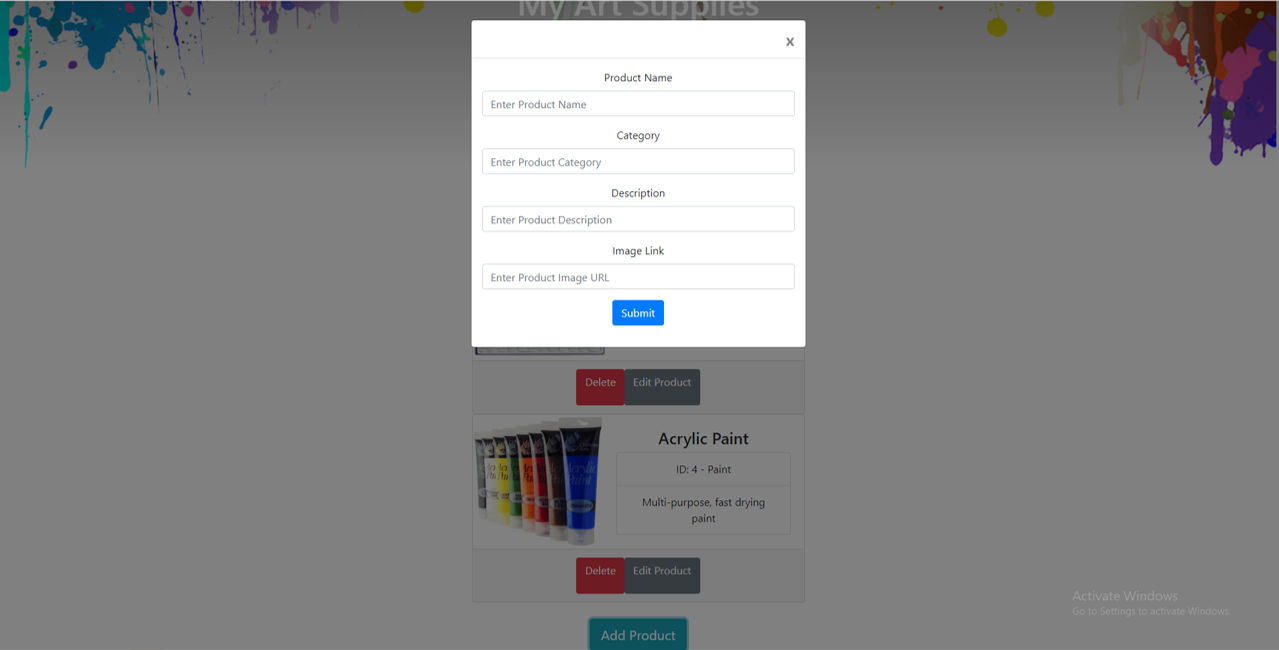 My Art Supplies
x
Product Name
Enter Product Name
Category
Enter Product Category
Description
Enter Product Description
Image Link
Enter Product Image URL
Submit
Delete
Edit Product
Acrylic Paint
ID: 4 - Paint
Multi-purpose, fast drying
paint
Delete
Edit Product
Add Product
Activate Windows
Go to Settings to activate Windows.